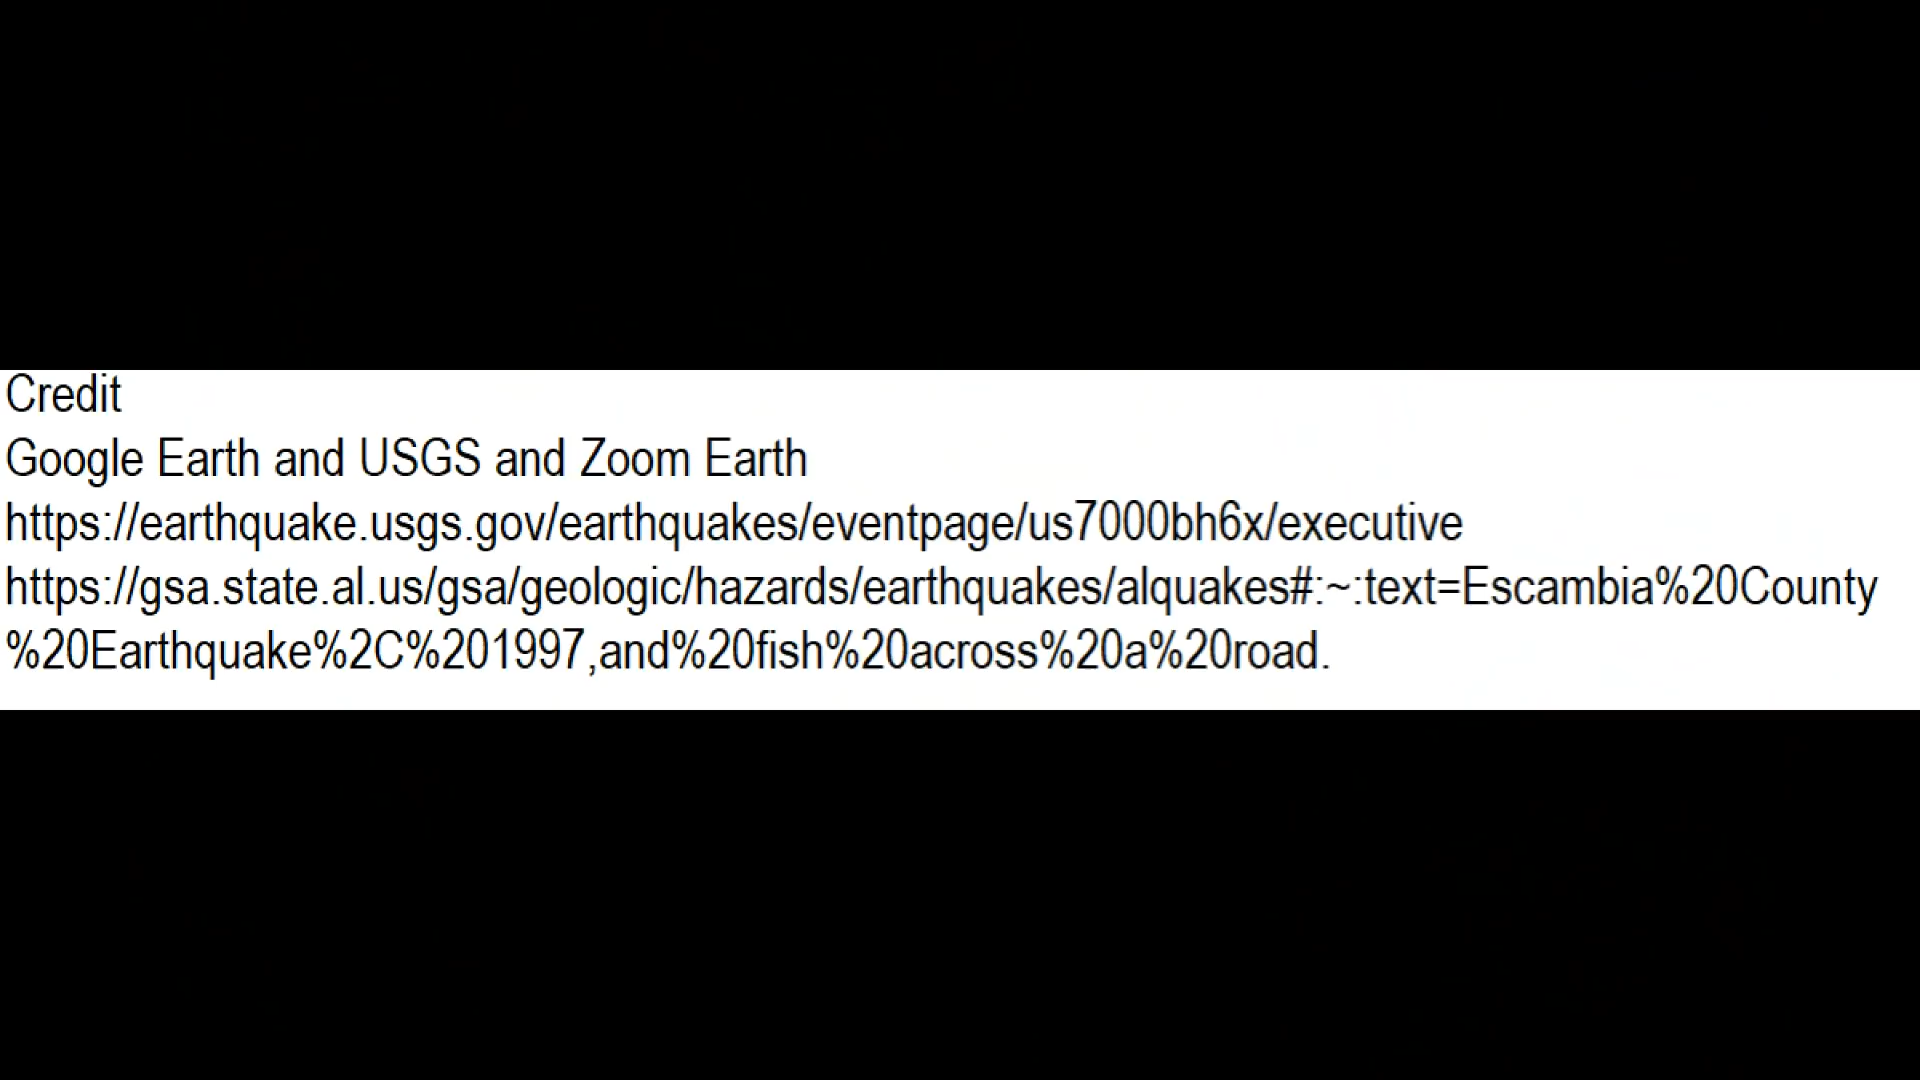 Credit
Google Earth and USGS and Zoom Earth
https://earthquake.usgs.gov/earthquakes/eventpage/us7000bh6x/executive
https://gsa.state.al.us/gsa/geologic/hazards/earthquakes/alquakes#:~:text=Escambia%20County
%20Earthquake%2C%201997,and%20fish%20across%20a%20road.